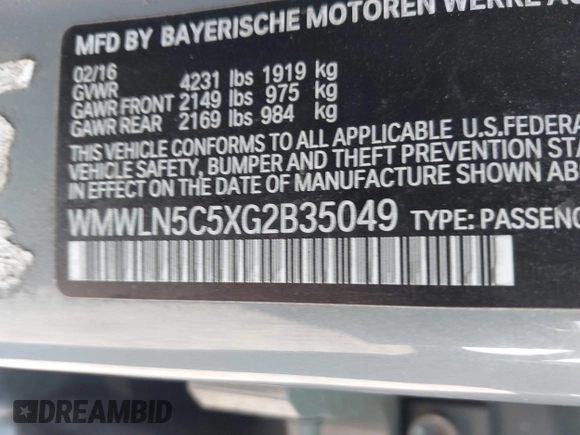 MFD BY BAYERISCHE MOTOREN WERKE AG
02/16
GVWR 4231 lbs 1919 kg
GAWR FRONT 2149 lbs 975 kg
GAWR REAR 2169 lbs 984 kg
THIS VEHICLE CONFORMS TO ALL APPLICABLE U.S.FEDERA
VEHICLE SAFETY, BUMPER AND THEFT PREVENTION STA
IN EFFECT ON THE DATE OF MANUFACTURE SHOWN ABO
WMWLN5C5XG2B35049 TYPE: PASSENG
DREAMBID